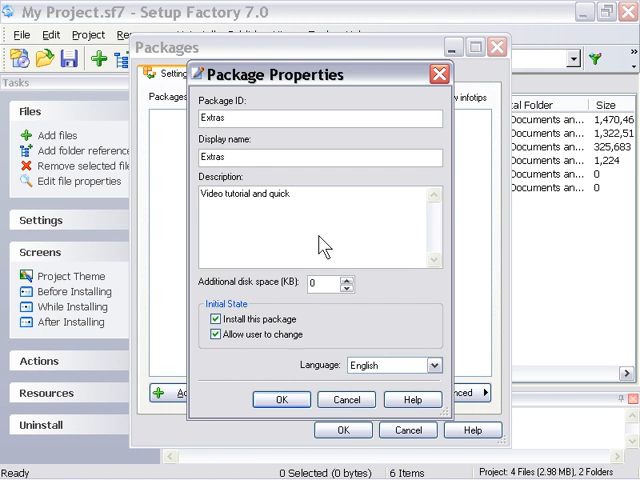 My Project.sf7 - Setup Factory 7.0
File Edit Project
Packages
Tasks
Files
Add files
Add folder reference
Remove selected file
Edit file properties
Settings
Screens
Project Theme
Before Installing
While Installing
After Installing
Actions
Resources
Uninstall
Package Properties
Package ID:
Extras
Display name:
Extras
Description:
Video tutorial and quick
Additional disk space (KB): 0
Initial State
Install this package
Allow user to change
Language: English
OK Cancel Help
infotips
Folder Size
Documents an... 1,470,46
Documents an... 1,322,51
Documents an... 325,683
Documents an... 1,224
Documents an... 0
Documents an... 0
OK Cancel Help
Ready 0 Selected (0 bytes) 6 Items Project: 4 Files (2.98 MB), 2 Folders